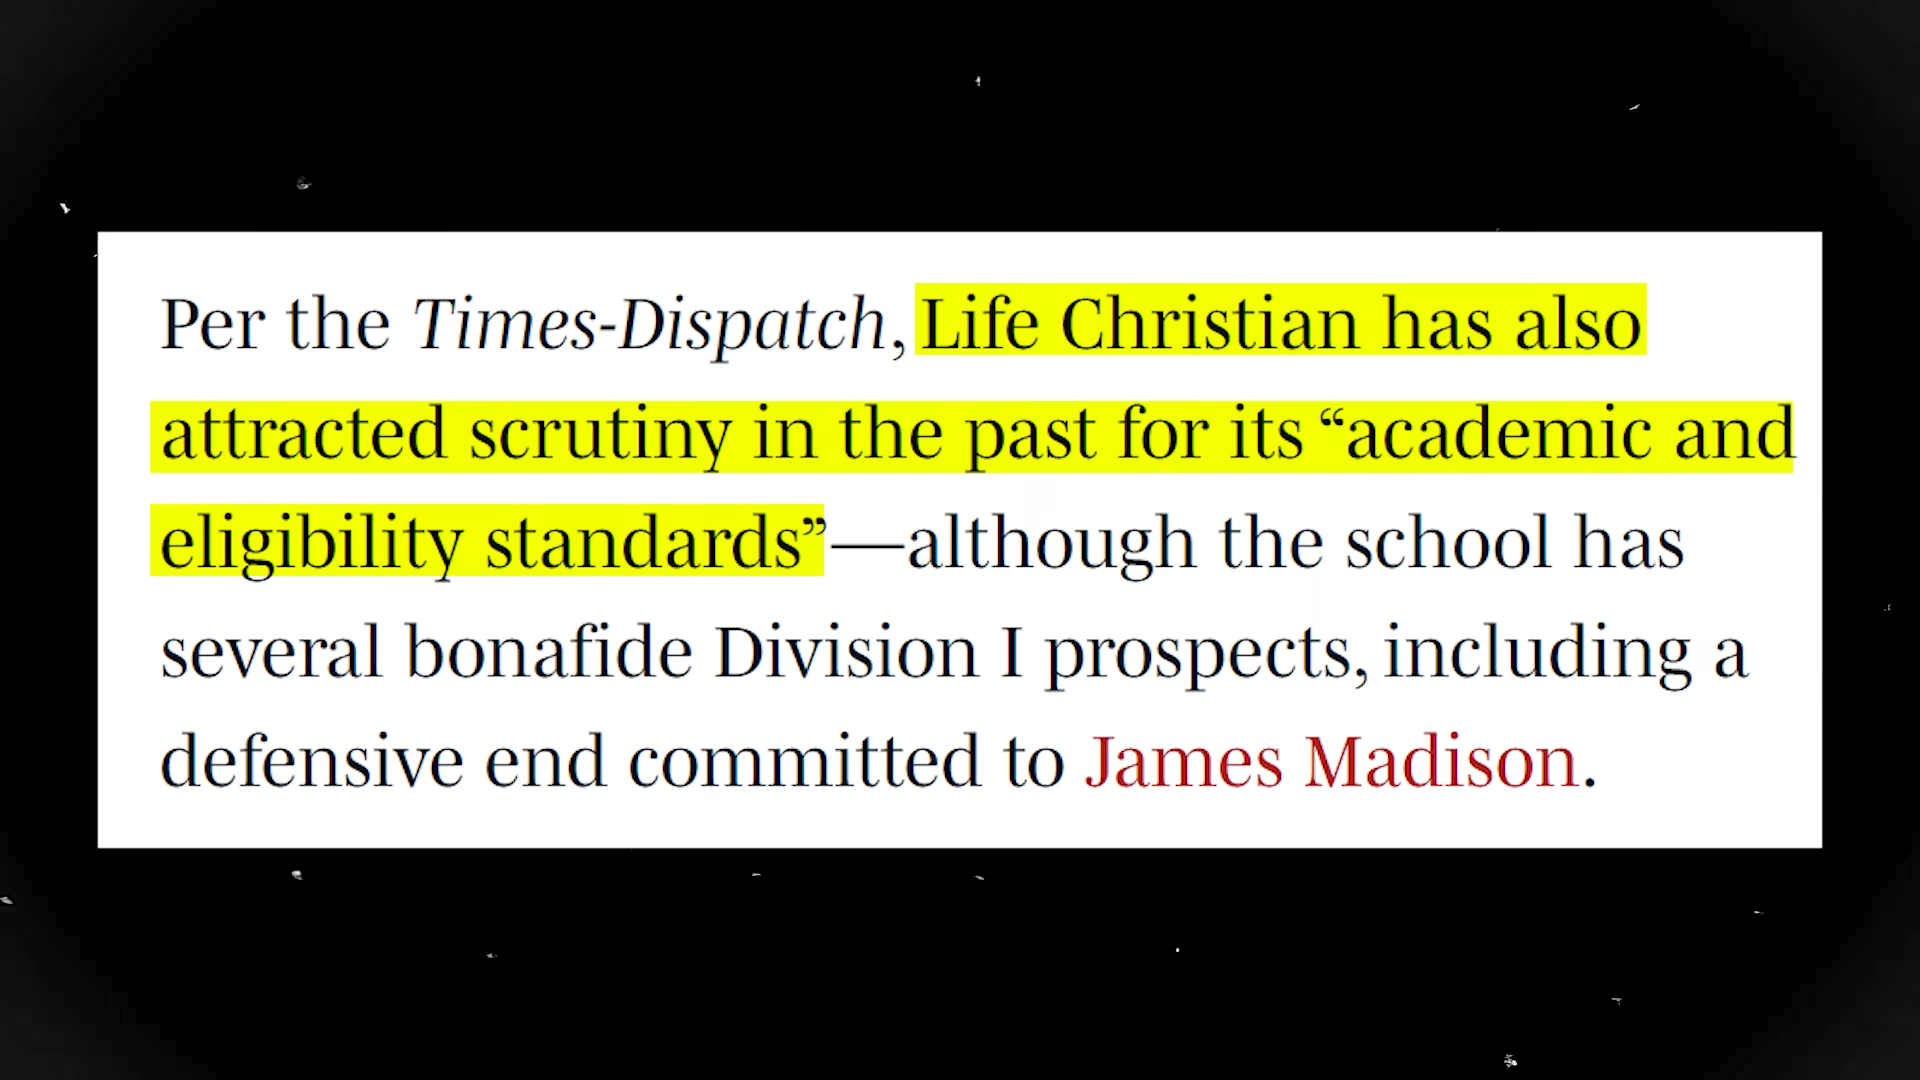 Per the Times-Dispatch, Life Christian has also
attracted scrutiny in the past for its “academic and
eligibility standards”—although the school has
several bonafide Division I prospects, including a
defensive end committed to James Madison.